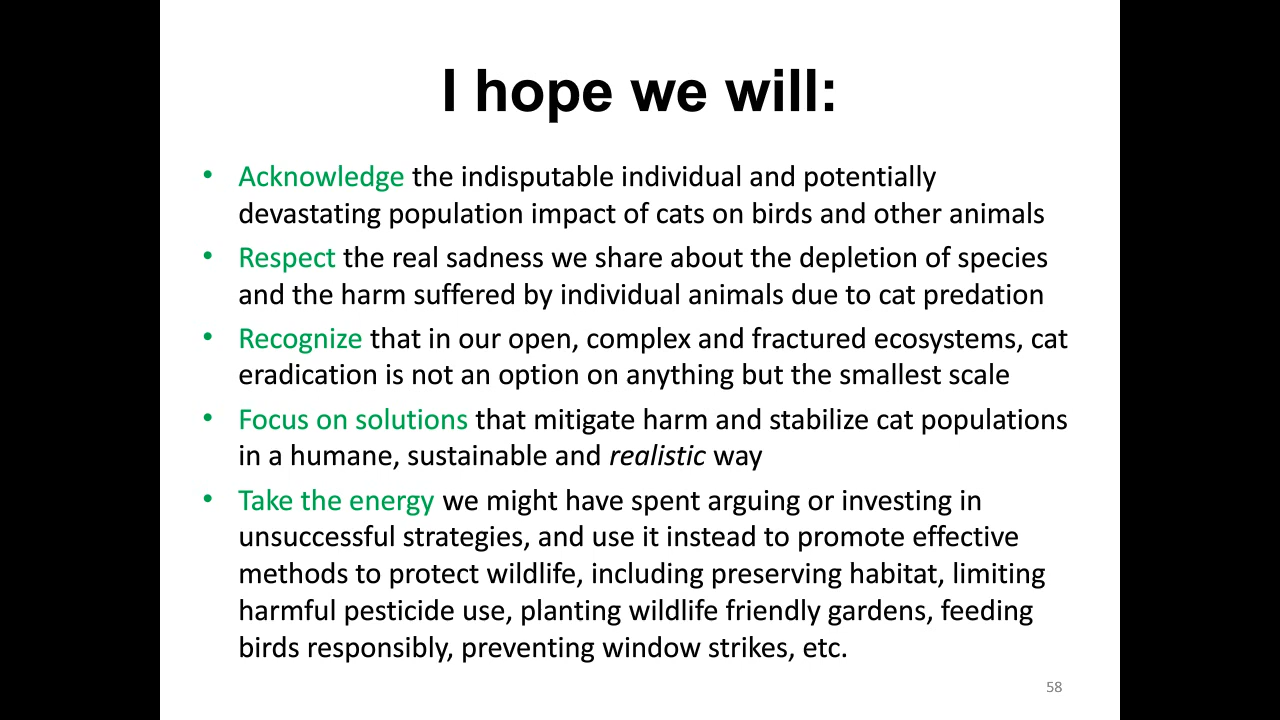 I hope we will:
• Acknowledge the indisputable individual and potentially
devastating population impact of cats on birds and other animals
• Respect the real sadness we share about the depletion of species
and the harm suffered by individual animals due to cat predation
• Recognize that in our open, complex and fractured ecosystems, cat
eradication is not an option on anything but the smallest scale
• Focus on solutions that mitigate harm and stabilize cat populations
in a humane, sustainable and realistic way
• Take the energy we might have spent arguing or investing in
unsuccessful strategies, and use it instead to promote effective
methods to protect wildlife, including preserving habitat, limiting
harmful pesticide use, planting wildlife friendly gardens, feeding
birds responsibly, preventing window strikes, etc.
58